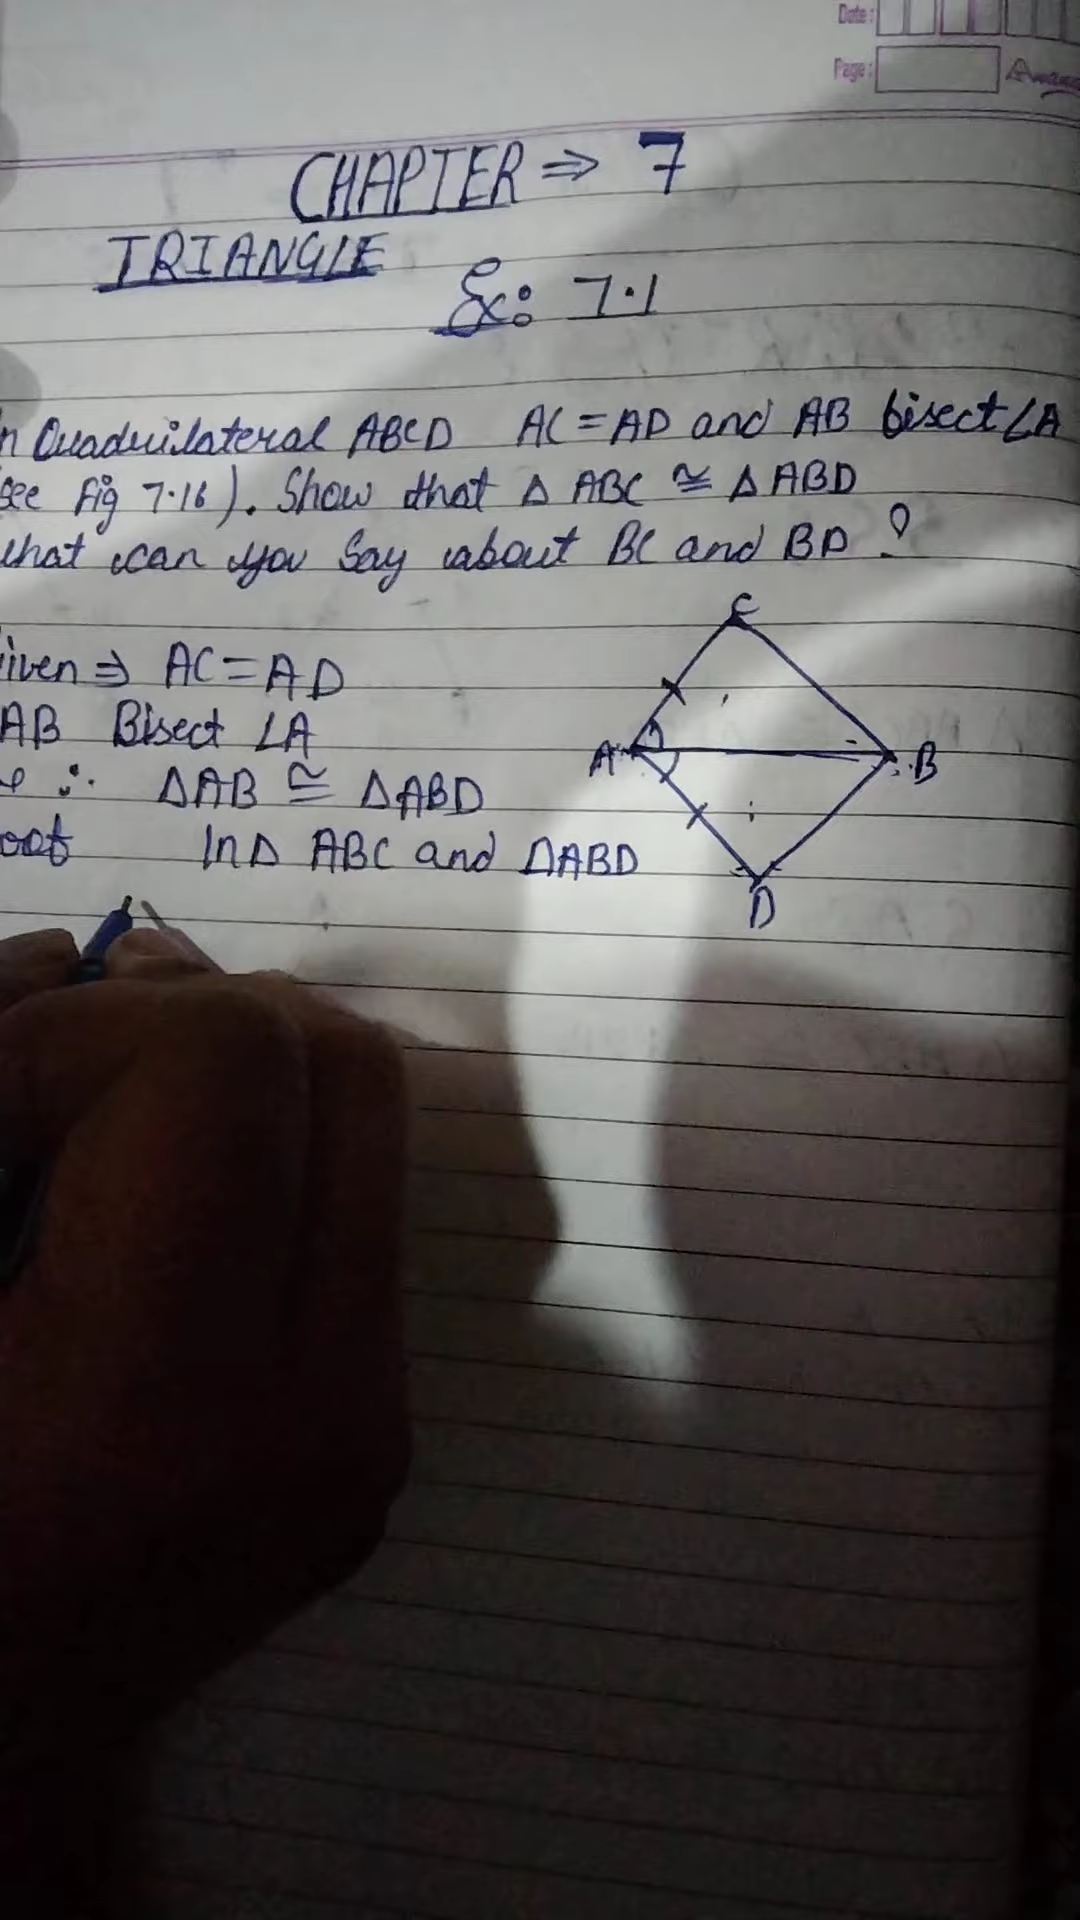 Date:
Page:
CHAPTER ⇒ 7
TRIANGLE
Ex: 7.1
n Quadrilateral ABCD AC = AD and AB bisect ∠A
see Fig 7.16). Show that △ ABC ≅ △ ABD
hat can you Say about BC and BD ?
iven ⇒ AC = AD
AB Bisect ∠A
∴ △AB ≅ △ABD
oof In △ ABC and △ABD
C
A
B
D